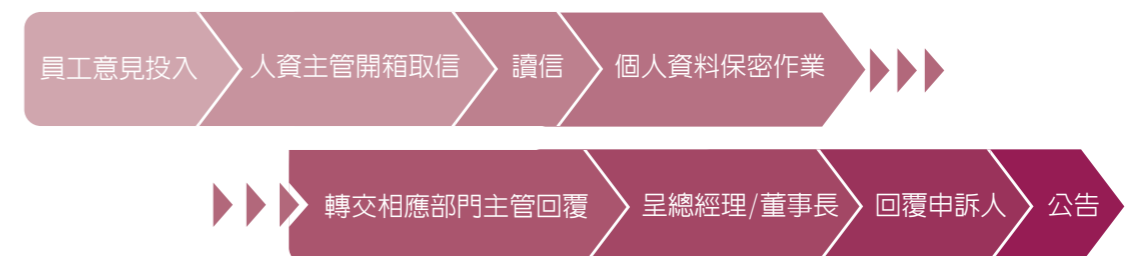 員工意見投入 人資主管開箱取信 讀信 個人資料保密作業
轉交相應部門主管回覆 呈總經理/董事長 回覆申訴人 公告